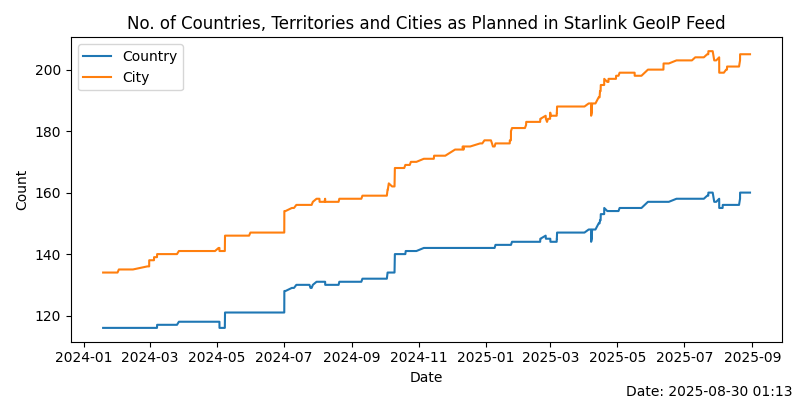 No. of Countries, Territories and Cities as Planned in Starlink GeoIP Feed
Country
City
Count
200
180
160
140
120
2024-01 2024-03 2024-05 2024-07 2024-09 2024-11 2025-01 2025-03 2025-05 2025-07 2025-09
Date
Date: 2025-08-30 01:13